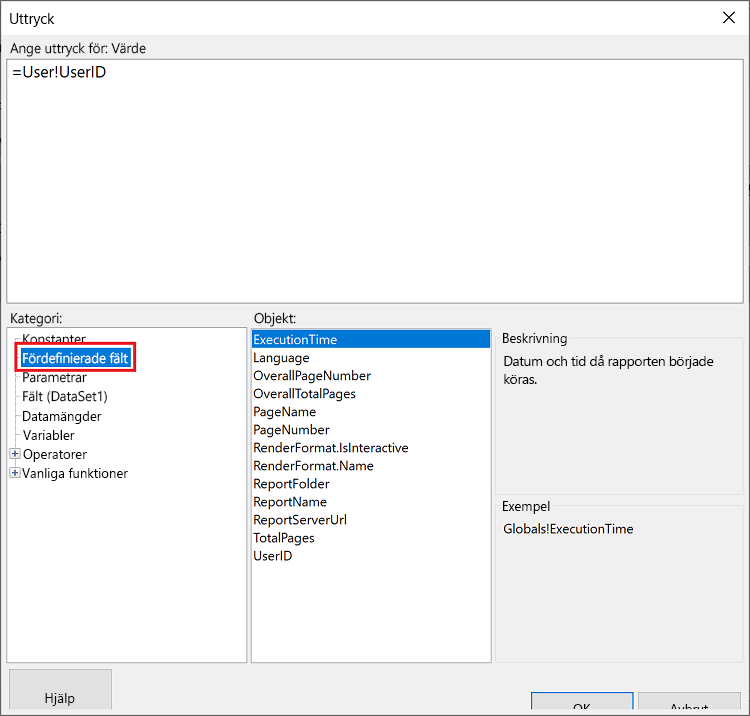 Uttryck
Ange uttryck för: Värde
=User!UserID
Kategori:
Konstanter
Fördefinierade fält
Parametrar
Fält (DataSet1)
Datamängder
Variabler
Operatorer
Vanliga funktioner
Objekt:
ExecutionTime
Language
OverallPageNumber
OverallTotalPages
PageName
PageNumber
RenderFormat.IsInteractive
RenderFormat.Name
ReportFolder
ReportName
ReportServerUrl
TotalPages
UserID
Beskrivning
Datum och tid då rapporten började
köras.
Exempel
Globals!ExecutionTime
Hjälp
OK
Avbryt